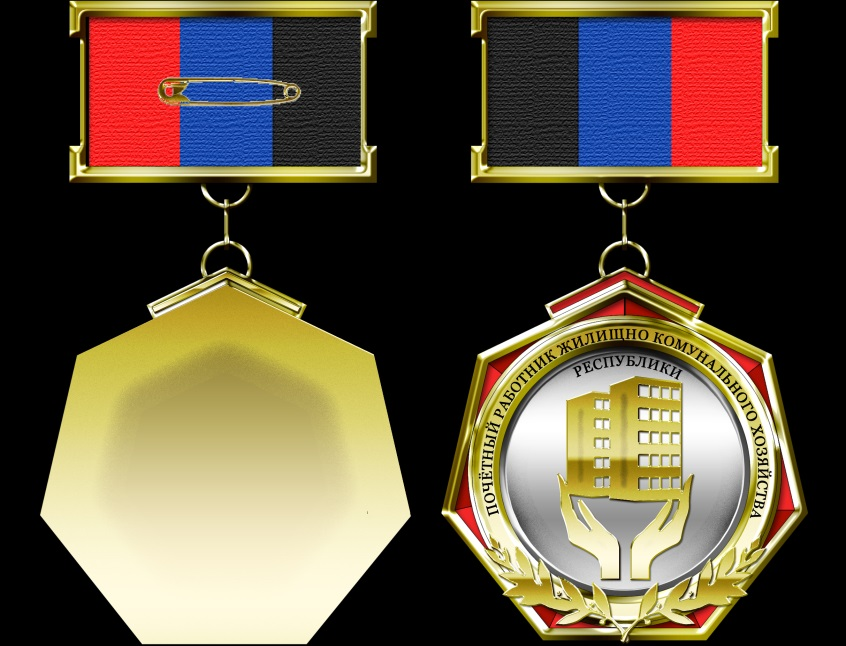 ПОЧЁТНЫЙ РАБОТНИК ЖИЛИЩНО КОМУНАЛЬНОГО ХОЗЯЙСТВА
РЕСПУБЛИКИ